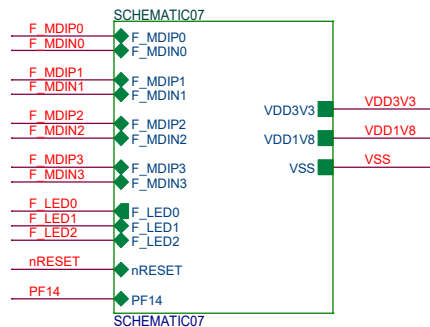 SCHEMATIC07
F_MDIP0 F_MDIP0
F_MDIN0 F_MDIN0
F_MDIP1 F_MDIP1
F_MDIN1 F_MDIN1
VDD3V3 VDD3V3
F_MDIP2 F_MDIP2
F_MDIN2 F_MDIN2
VDD1V8 VDD1V8
F_MDIP3 F_MDIP3
VSS VSS
F_MDIN3 F_MDIN3
F_LED0 F_LED0
F_LED1 F_LED1
F_LED2 F_LED2
nRESET nRESET
PF14 PF14
SCHEMATIC07